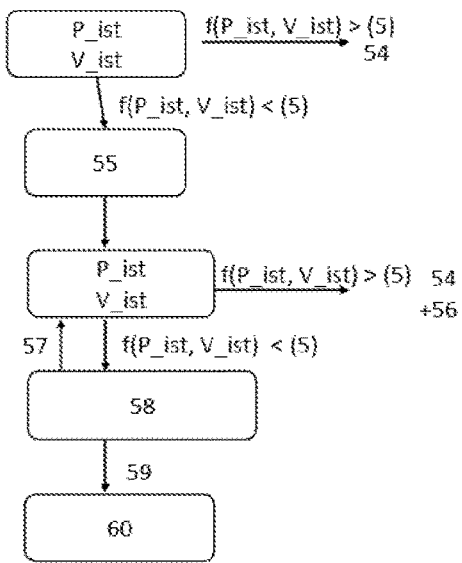 P_ist
V_ist
f(P_ist, V_ist) > (5)
54
f(P_ist, V_ist) < (5)
55
P_ist
V_ist
f(P_ist, V_ist) > (5) 54
+56
57
f(P_ist, V_ist) < (5)
58
59
60